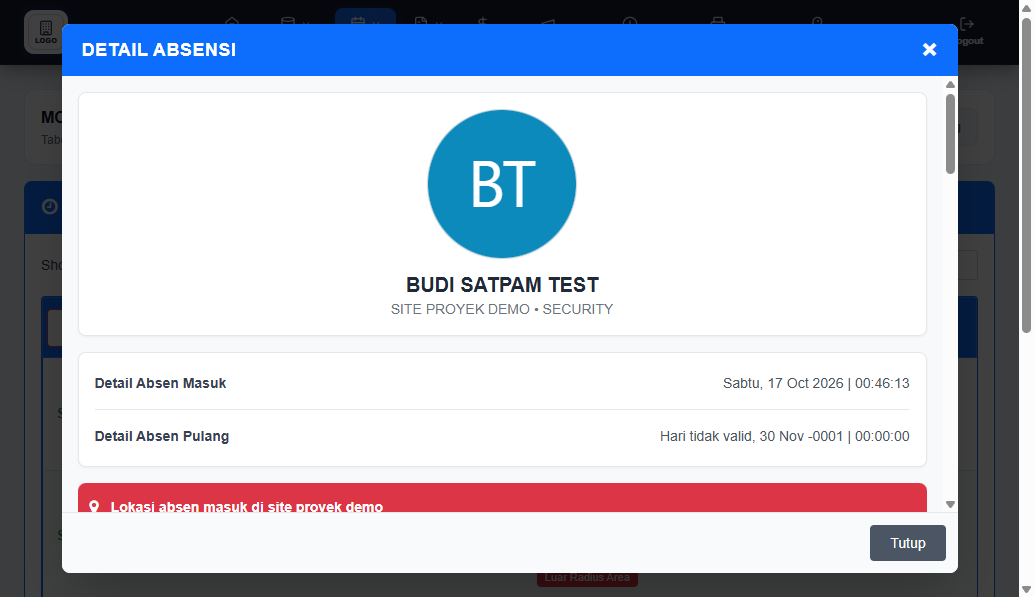 LOGO
DETAIL ABSENSI
BT
BUDI SATPAM TEST
SITE PROYEK DEMO • SECURITY
Detail Absen Masuk
Sabtu, 17 Oct 2026 | 00:46:13
Detail Absen Pulang
Hari tidak valid, 30 Nov -0001 | 00:00:00
Lokasi absen masuk di site proyek demo
Tutup
Luar Radius Area